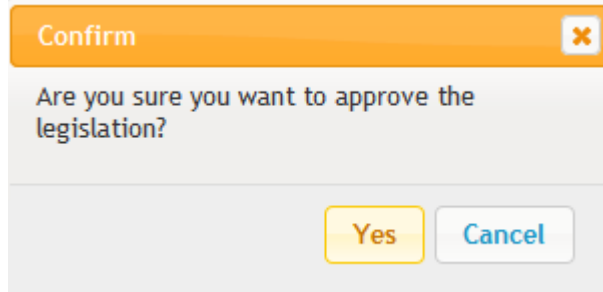 Confirm
Are you sure you want to approve the
legislation?
Yes Cancel